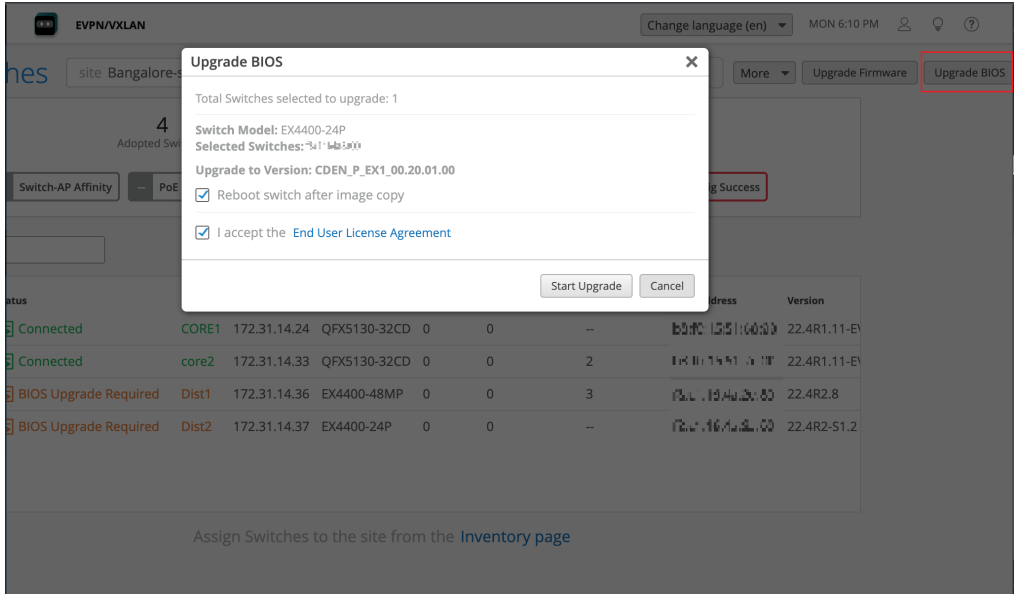 EVPN/VXLAN
Change language (en)
MON 6:10 PM
hes
site Bangalore-s
More
Upgrade Firmware
Upgrade BIOS
Upgrade BIOS
Total Switches selected to upgrade: 1
Switch Model: EX4400-24P
Selected Switches:
Upgrade to Version: CDEN_P_EX1_00.20.01.00
Reboot switch after image copy
I accept the End User License Agreement
Start Upgrade Cancel
4
Adopted Swi
Switch-AP Affinity -- PoE
ig Success
atus ldress Version
Connected CORE1 172.31.14.24 QFX5130-32CD 0 0 -- 22.4R1.11-EV
Connected core2 172.31.14.33 QFX5130-32CD 0 0 2 22.4R1.11-EV
BIOS Upgrade Required Dist1 172.31.14.36 EX4400-48MP 0 0 3 22.4R2.8
BIOS Upgrade Required Dist2 172.31.14.37 EX4400-24P 0 0 -- 22.4R2-S1.2
Assign Switches to the site from the Inventory page